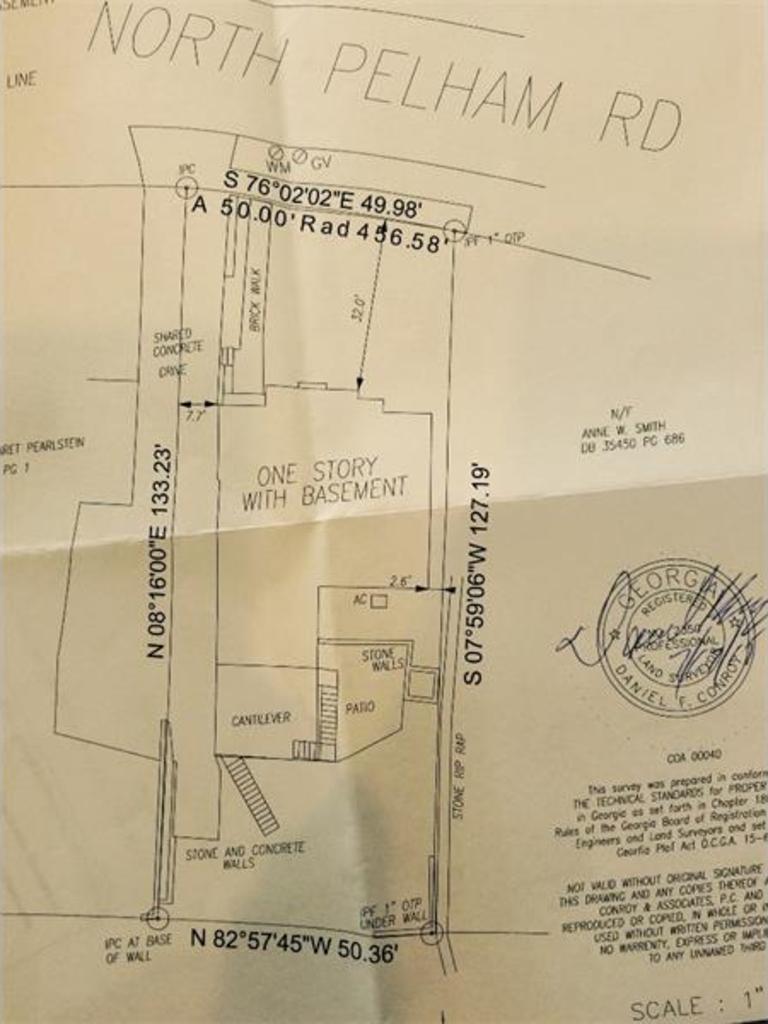 LINE
NORTH PELHAM RD
IPC
WM
GV
S 76°02'02"E 49.98'
A 50.00' Rad 456.58'
IPF 1" OTP
BRICK WALK
32.0'
SHARED
CONCRETE
DRIVE
7.7'
N/F
ANNE W. SMITH
DB 35450 PG 686
PEARLSTEIN
PG 1
ONE STORY
WITH BASEMENT
N 08°16'00"E 133.23'
S 07°59'06"W 127.19'
2.6'
AC
STONE
WALLS
PATIO
CANTILEVER
STONE RIP RAP
GEORGIA
REGISTERED
PROFESSIONAL
LAND SURVEYOR
DANIEL F. CONROY
COA 00040
This survey was prepared in
THE TECHNICAL STANDARDS for
in Georgia as set forth in Chapter
Rules of the Georgia Board of Registration
Engineers and Land Surveyors and set
Georgia Plat Act O.C.G.A.
NOT VALID WITHOUT ORIGINAL SIGNATURE
THIS DRAWING AND ANY COPIES THEREOF
CONROY & ASSOCIATES, P.C. AND
REPRODUCED OR COPIED, IN WHOLE OR
USED WITHOUT WRITTEN PERMISSION
NO WARRENTY, EXPRESS OR
TO ANY UNNAMED THIRD
STONE AND CONCRETE
WALLS
IPF 1" OTP
UNDER WALL
IPC AT BASE
OF WALL
N 82°57'45"W 50.36'
SCALE : 1"